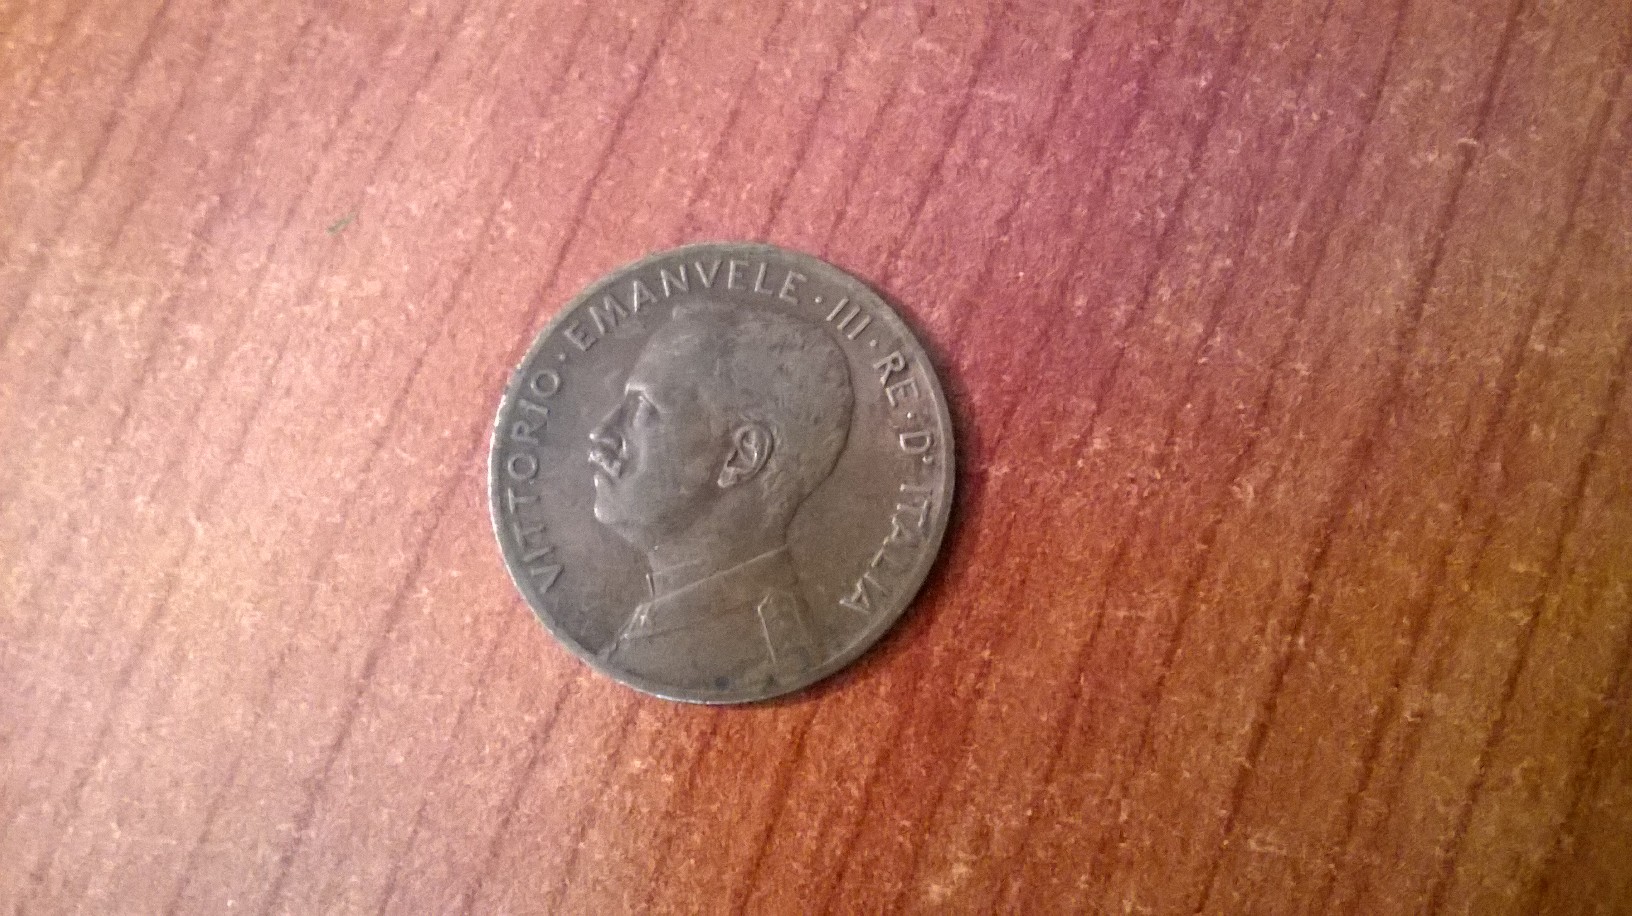 VITTORIO · EMANVELE · III · RE · D' ITALIA